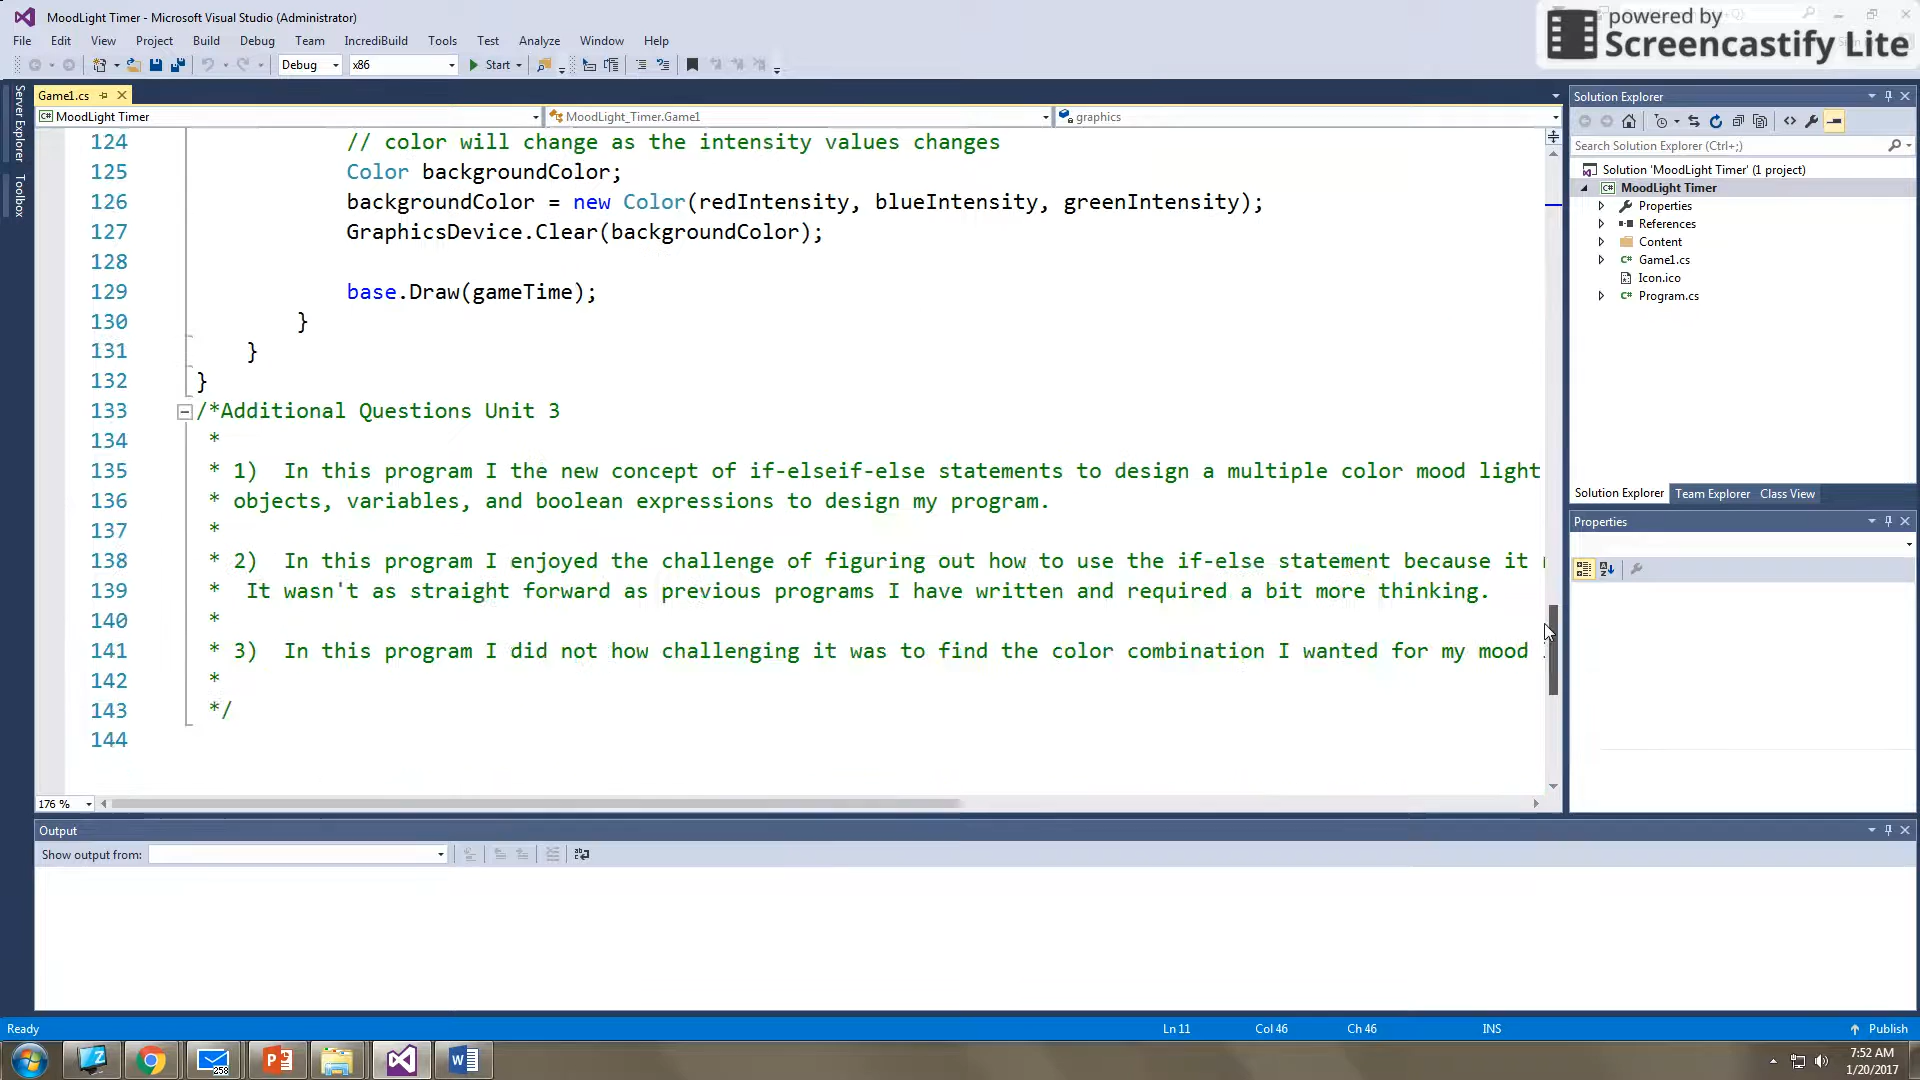 MoodLight Timer - Microsoft Visual Studio (Administrator)
powered by
Screencastify Lite
File Edit View Project Build Debug Team IncrediBuild Tools Test Analyze Window Help
Debug x86 Start
Server Explorer
Toolbox
Game1.cs
MoodLight Timer MoodLight_Timer.Game1 graphics
124 // color will change as the intensity values changes
125 Color backgroundColor;
126 backgroundColor = new Color(redIntensity, blueIntensity, greenIntensity);
127 GraphicsDevice.Clear(backgroundColor);
128
129 base.Draw(gameTime);
130 }
131 }
132 }
133 /*Additional Questions Unit 3
134 *
135 * 1) In this program I the new concept of if-elseif-else statements to design a multiple color mood light
136 * objects, variables, and boolean expressions to design my program.
137 *
138 * 2) In this program I enjoyed the challenge of figuring out how to use the if-else statement because it
139 * It wasn't as straight forward as previous programs I have written and required a bit more thinking.
140 *
141 * 3) In this program I did not how challenging it was to find the color combination I wanted for my mood
142 *
143 */
144
176 %
Solution Explorer
Search Solution Explorer (Ctrl+;)
Solution 'MoodLight Timer' (1 project)
MoodLight Timer
Properties
References
Content
Game1.cs
Icon.ico
Program.cs
Solution Explorer Team Explorer Class View
Properties
Output
Show output from:
Ready Ln 11 Col 46 Ch 46 INS Publish
258
7:52 AM
1/20/2017